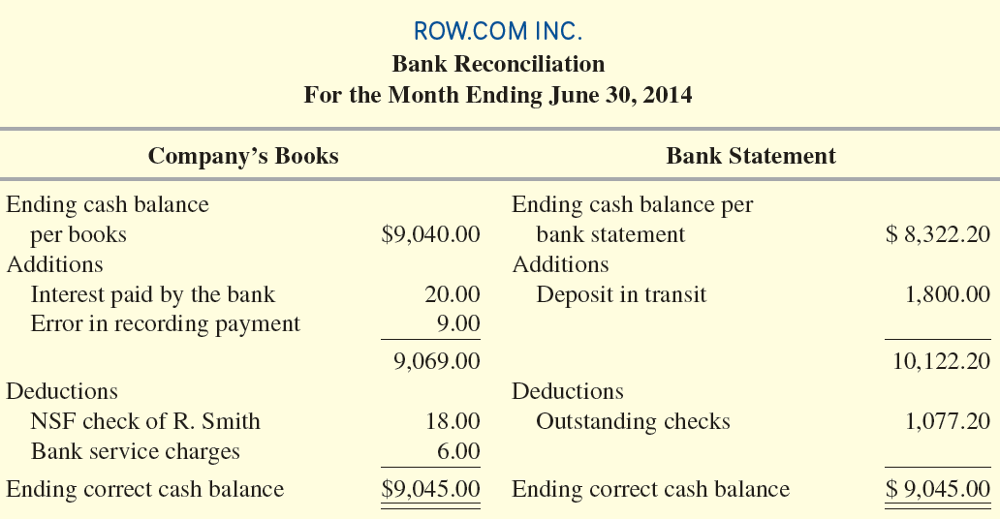 ROW.COM INC.
Bank Reconciliation
For the Month Ending June 30, 2014
Company's Books Bank Statement
Ending cash balance
per books $9,040.00
Additions
Interest paid by the bank 20.00
Error in recording payment 9.00
9,069.00
Deductions
NSF check of R. Smith 18.00
Bank service charges 6.00
Ending correct cash balance $9,045.00
Ending cash balance per
bank statement $ 8,322.20
Additions
Deposit in transit 1,800.00
10,122.20
Deductions
Outstanding checks 1,077.20
Ending correct cash balance $ 9,045.00